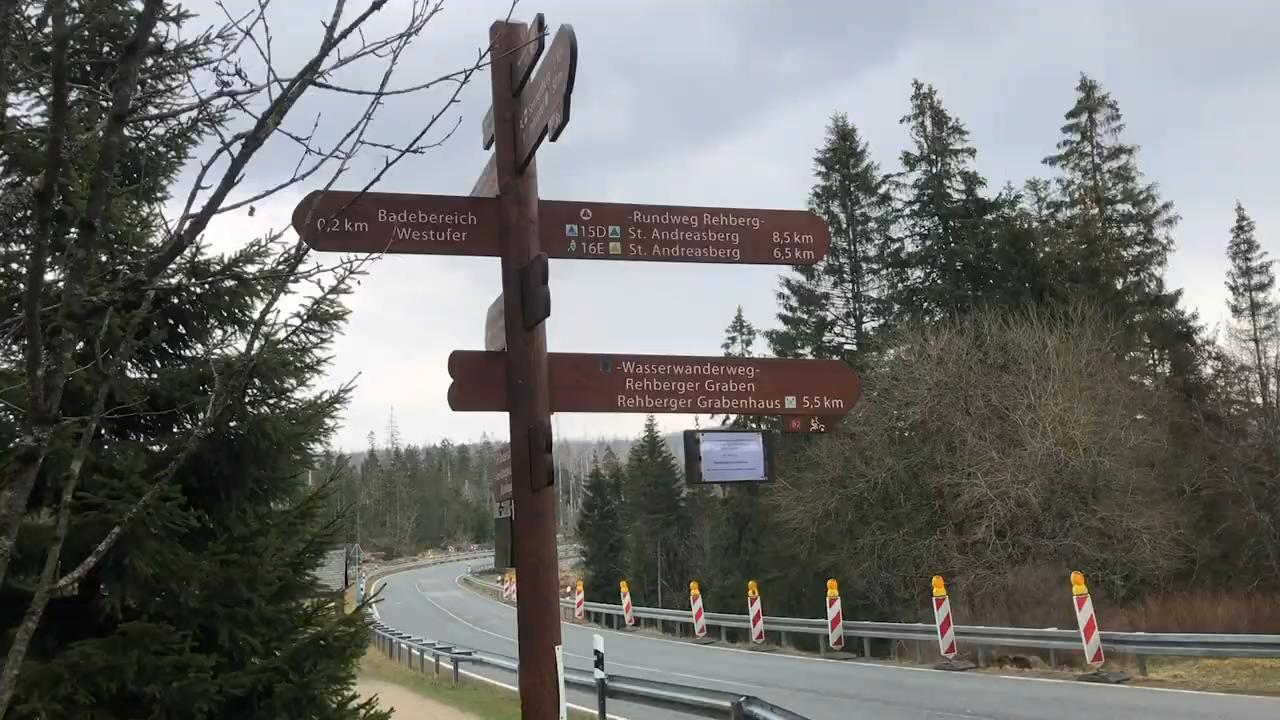 0,2 km
Badebereich
Westufer
-Rundweg Rehberg-
15D St. Andreasberg 8,5 km
16E St. Andreasberg 6,5 km
-Wasserwanderweg-
Rehberger Graben
Rehberger Grabenhaus 5,5 km